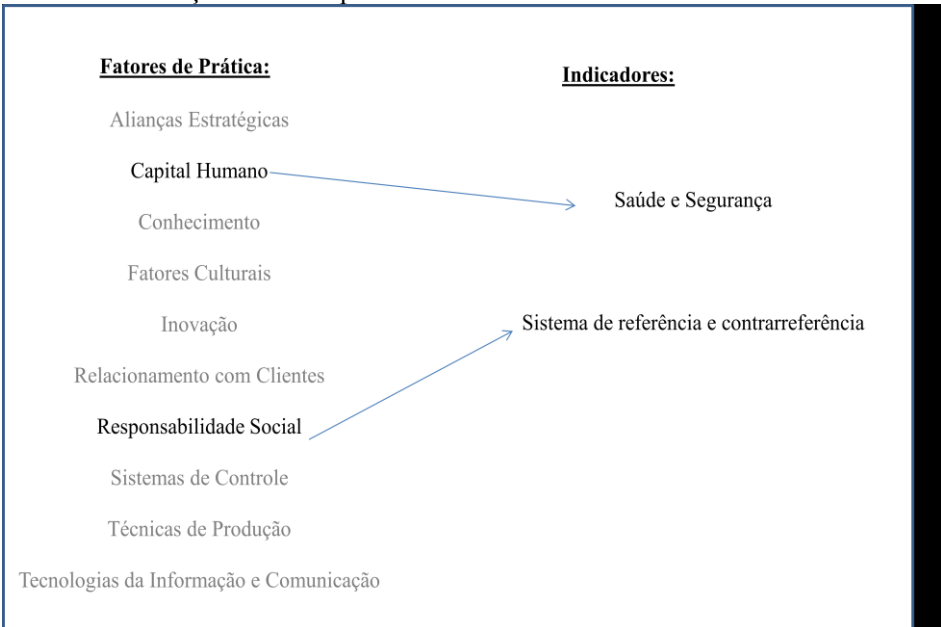 Fatores de Prática:
Indicadores:
Alianças Estratégicas
Capital Humano
Saúde e Segurança
Conhecimento
Fatores Culturais
Inovação
Sistema de referência e contrarreferência
Relacionamento com Clientes
Responsabilidade Social
Sistemas de Controle
Técnicas de Produção
Tecnologias da Informação e Comunicação